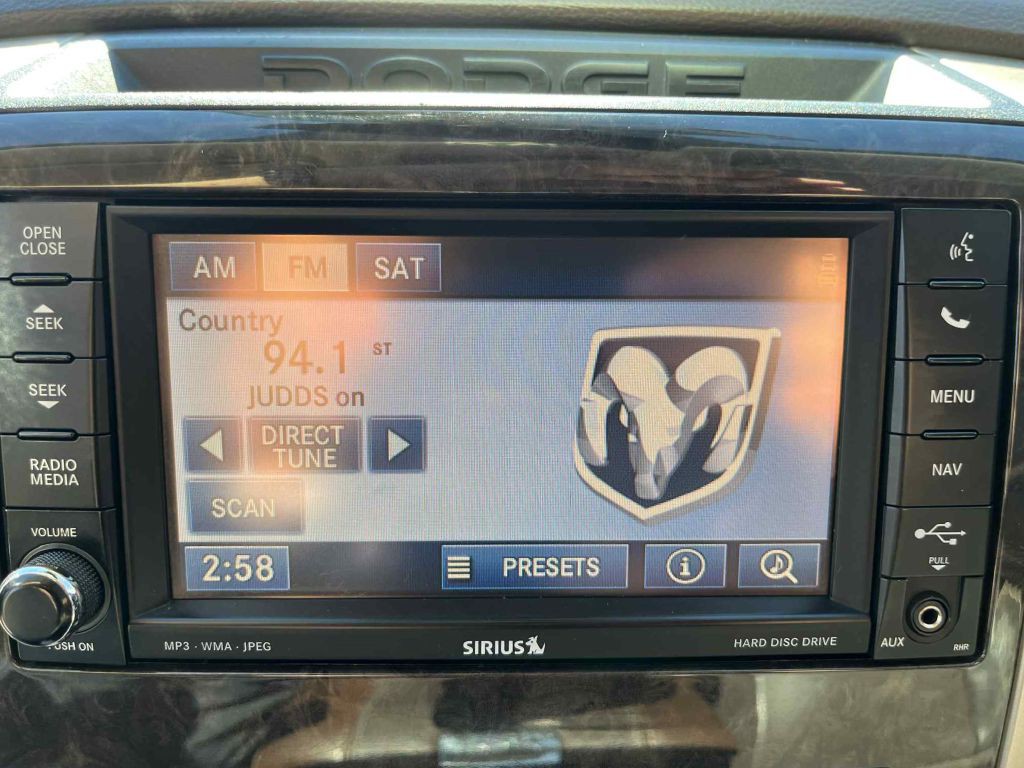 DODGE
OPEN
CLOSE
SEEK
SEEK
RADIO
MEDIA
VOLUME
PUSH ON
AM FM SAT
Country
94.1 ST
JUDDS on
DIRECT
TUNE
SCAN
2:58 PRESETS
MENU
NAV
PULL
AUX
RHR
MP3 · WMA · JPEG SIRIUS HARD DISC DRIVE